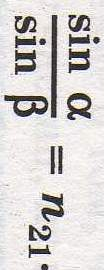 sin α / sin β = n₂₁.